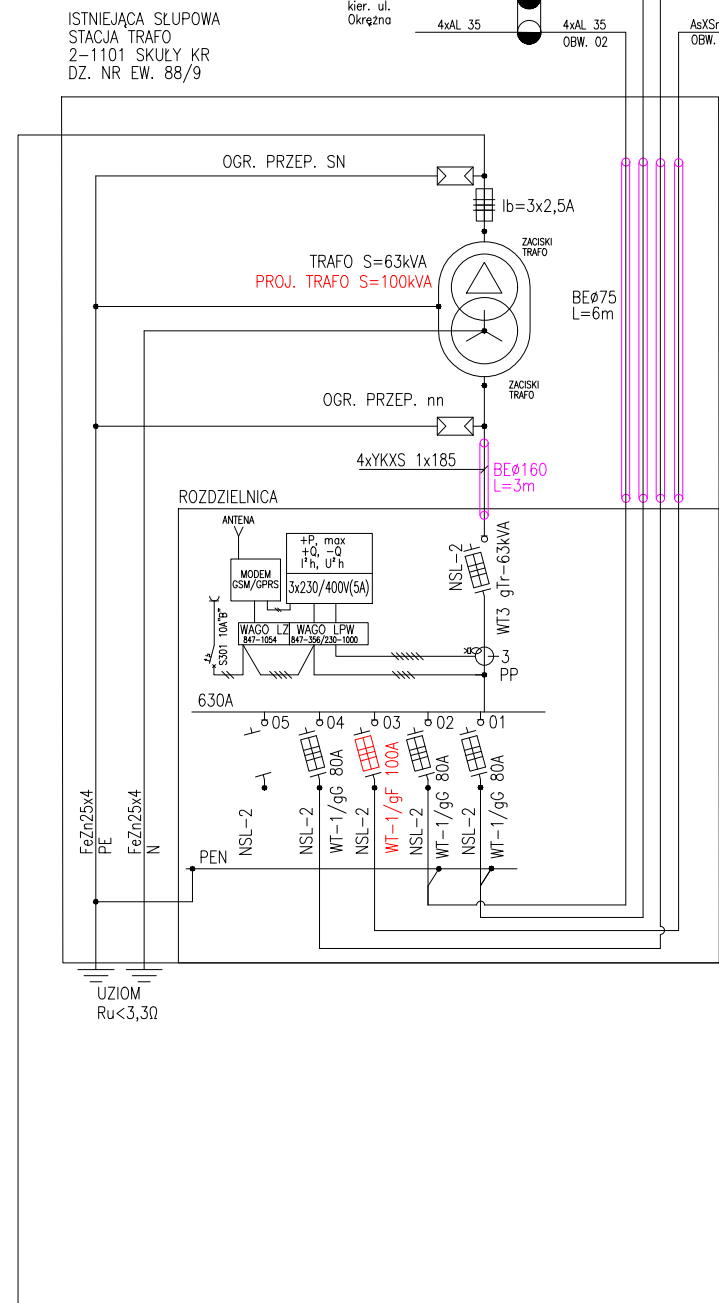 ISTNIEJĄCA SŁUPOWA
STACJA TRAFO
2-1101 SKUŁY KR
DZ. NR EW. 88/9
kier. ul.
Okrężna
4xAL 35
4xAL 35
OBW. 02
AsXSn
OBW.
OGR. PRZEP. SN
Ib=3x2,5A
ZACISKI
TRAFO
TRAFO S=63kVA
PROJ. TRAFO S=100kVA
BEø75
L=6m
ZACISKI
TRAFO
OGR. PRZEP. nn
4xYKXS 1x185
BEø160
L=3m
ROZDZIELNICA
ANTENA
MODEM
GSM/GPRS
+P, max
+Q, -Q
I²h, U²h
3x230/400V(5A)
NSL-2
WT3 gTr-63kVA
S301 10A"B"
WAGO LZ
847-1054
WAGO LPW
847-356/230-1000
3
PP
630A
05
04
03
02
01
NSL-2
NSL-2
WT-1/gG 80A
NSL-2
WT-1/gF 100A
NSL-2
WT-1/gG 80A
NSL-2
WT-1/gG 80A
FeZn25x4
PE
FeZn25x4
N
PEN
UZIOM
Ru<3,3Ω